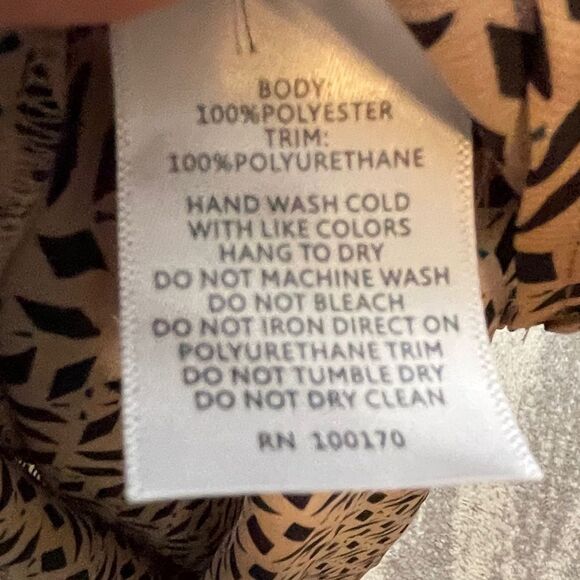 BODY:
100%POLYESTER
TRIM:
100%POLYURETHANE
HAND WASH COLD
WITH LIKE COLORS
HANG TO DRY
DO NOT MACHINE WASH
DO NOT BLEACH
DO NOT IRON DIRECT ON
POLYURETHANE TRIM
DO NOT TUMBLE DRY
DO NOT DRY CLEAN
RN 100170